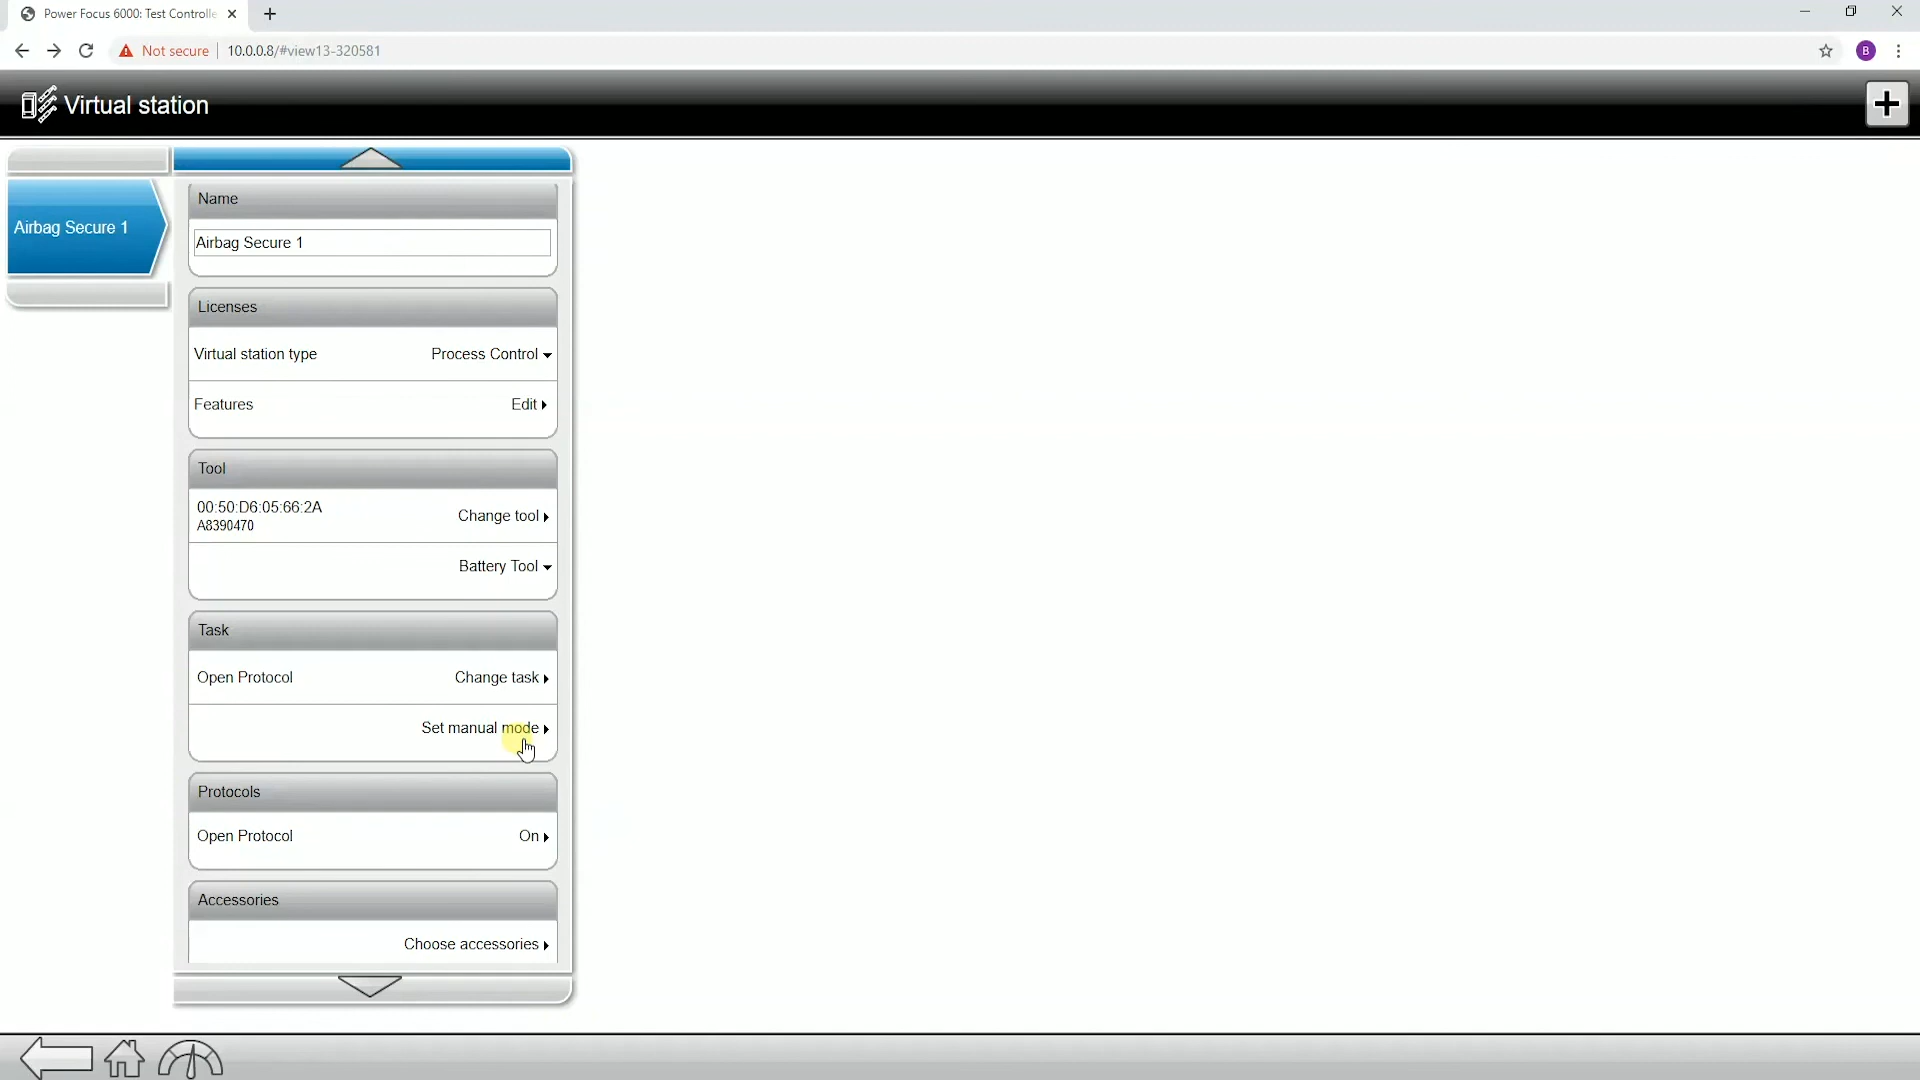 Power Focus 6000: Test Controlle
Not secure
10.0.0.8/#view13-320581
B
Virtual station
Airbag Secure 1
Name
Airbag Secure 1
Licenses
Virtual station type Process Control
Features Edit
Tool
00:50:D6:05:66:2A
A8390470
Change tool
Battery Tool
Task
Open Protocol Change task
Set manual mode
Protocols
Open Protocol On
Accessories
Choose accessories